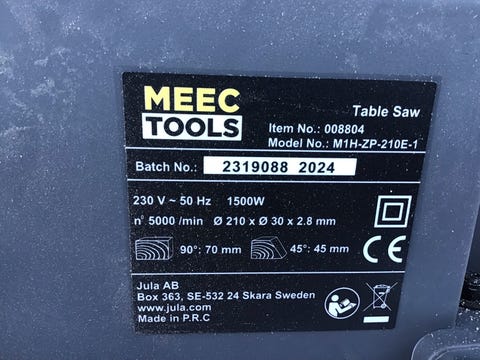 MEEC
TOOLS
Table Saw
Item No.: 008804
Model No.: M1H-ZP-210E-1
Batch No.: 2319088 2024
230 V ~ 50 Hz 1500W
n° 5000 /min Ø 210 x Ø 30 x 2.8 mm
90°: 70 mm 45°: 45 mm
CE
Jula AB
Box 363, SE-532 24 Skara Sweden
www.jula.com
Made in P.R.C